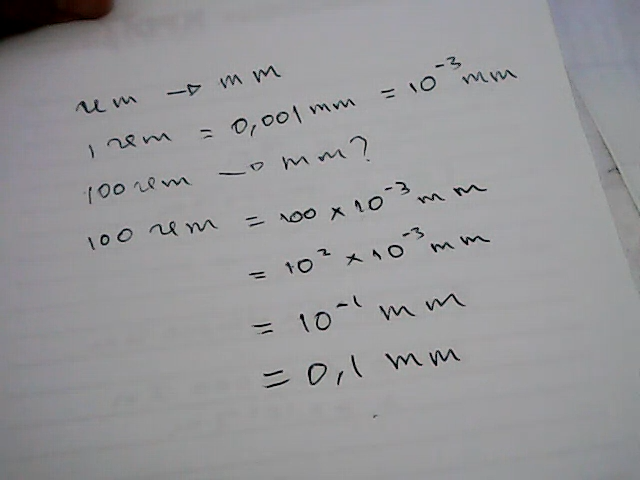 μm → mm
1 μm = 0,001 mm = 10⁻³ mm
100 μm → mm?
100 μm = 100 × 10⁻³ mm
= 10² × 10⁻³ mm
= 10⁻¹ mm
= 0,1 mm